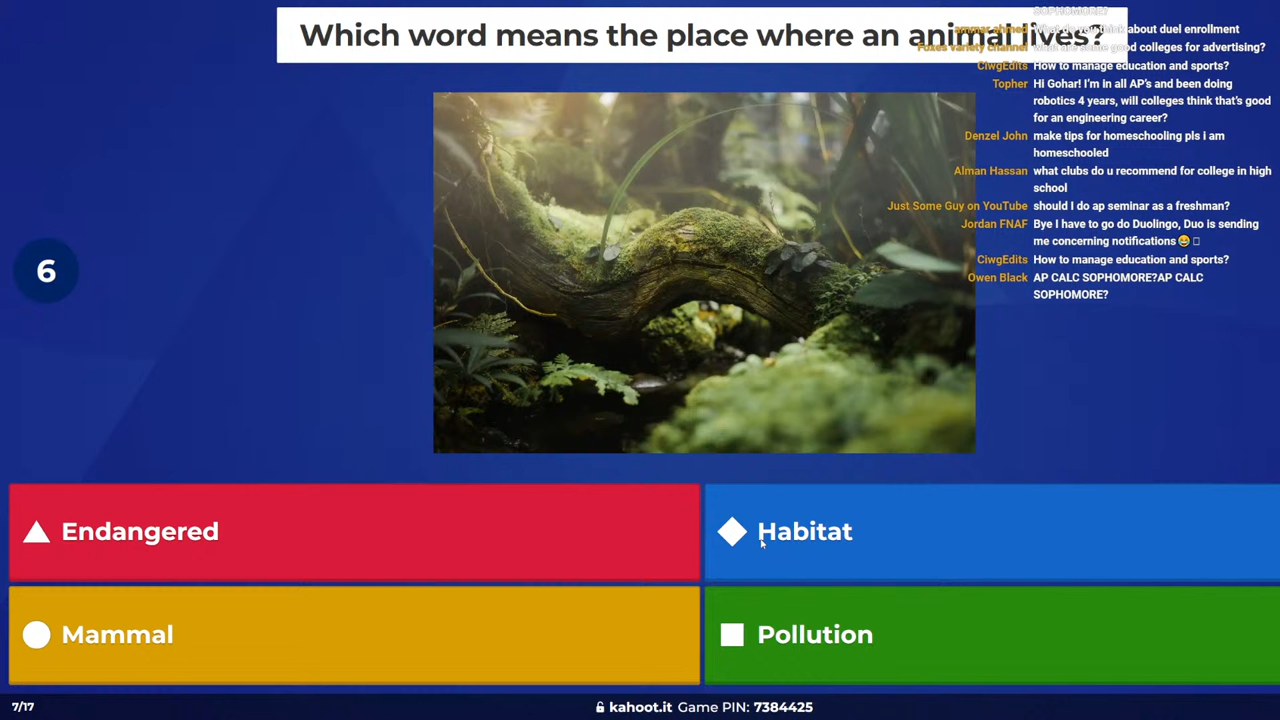 Which word means the place where an animal lives?
SOPHOMORE?
ammar ahmed What do you think about duel enrollment
Foxes variety channel What are some good colleges for advertising?
CiwgEdits How to manage education and sports?
Topher Hi Gohar! I'm in all AP's and been doing
robotics 4 years, will colleges think that's good
for an engineering career?
Denzel John make tips for homeschooling pls i am
homeschooled
Alman Hassan what clubs do u recommend for college in high
school
Just Some Guy on YouTube should I do ap seminar as a freshman?
Jordan FNAF Bye I have to go do Duolingo, Duo is sending
me concerning notifications 😂
CiwgEdits How to manage education and sports?
Owen Black AP CALC SOPHOMORE?AP CALC
SOPHOMORE?
6
Endangered
Habitat
Mammal
Pollution
7/17
kahoot.it Game PIN: 7384425